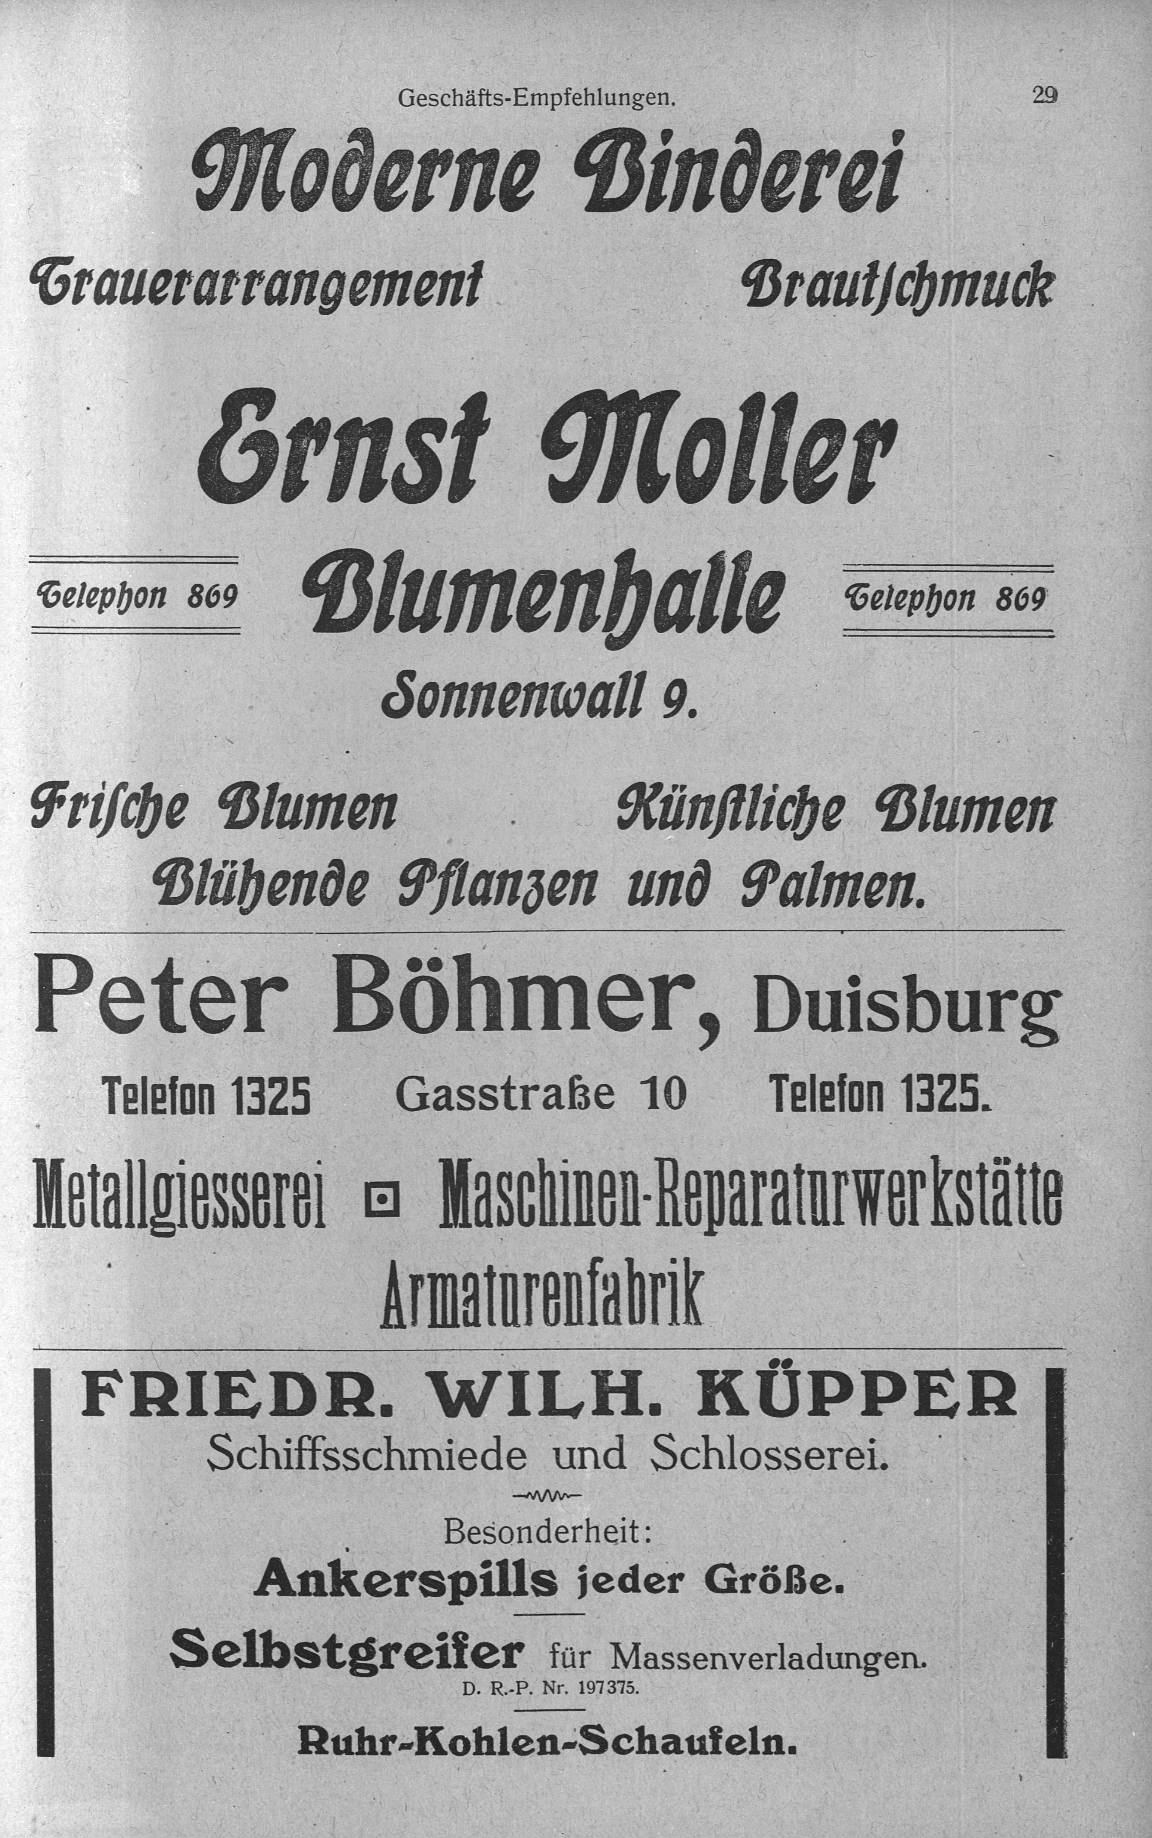 Geschäfts-Empfehlungen. 29
Moderne Binderei
Trauerarrangement Brautschmuck
Ernst Moller
Telephon 869 Blumenhalle Telephon 869
Sonnenwall 9.
Frische Blumen Künstliche Blumen
Blühende Pflanzen und Palmen.
Peter Böhmer, Duisburg
Telefon 1325 Gasstraße 10 Telefon 1325.
Metallgiesserei Maschinen-Reparaturwerkstätte
Armaturenfabrik
FRIEDR. WILH. KÜPPER
Schiffsschmiede und Schlosserei.
Besonderheit:
Ankerspills jeder Größe.
Selbstgreifer für Massenverladungen.
D. R.-P. Nr. 197375.
Ruhr-Kohlen-Schaufeln.